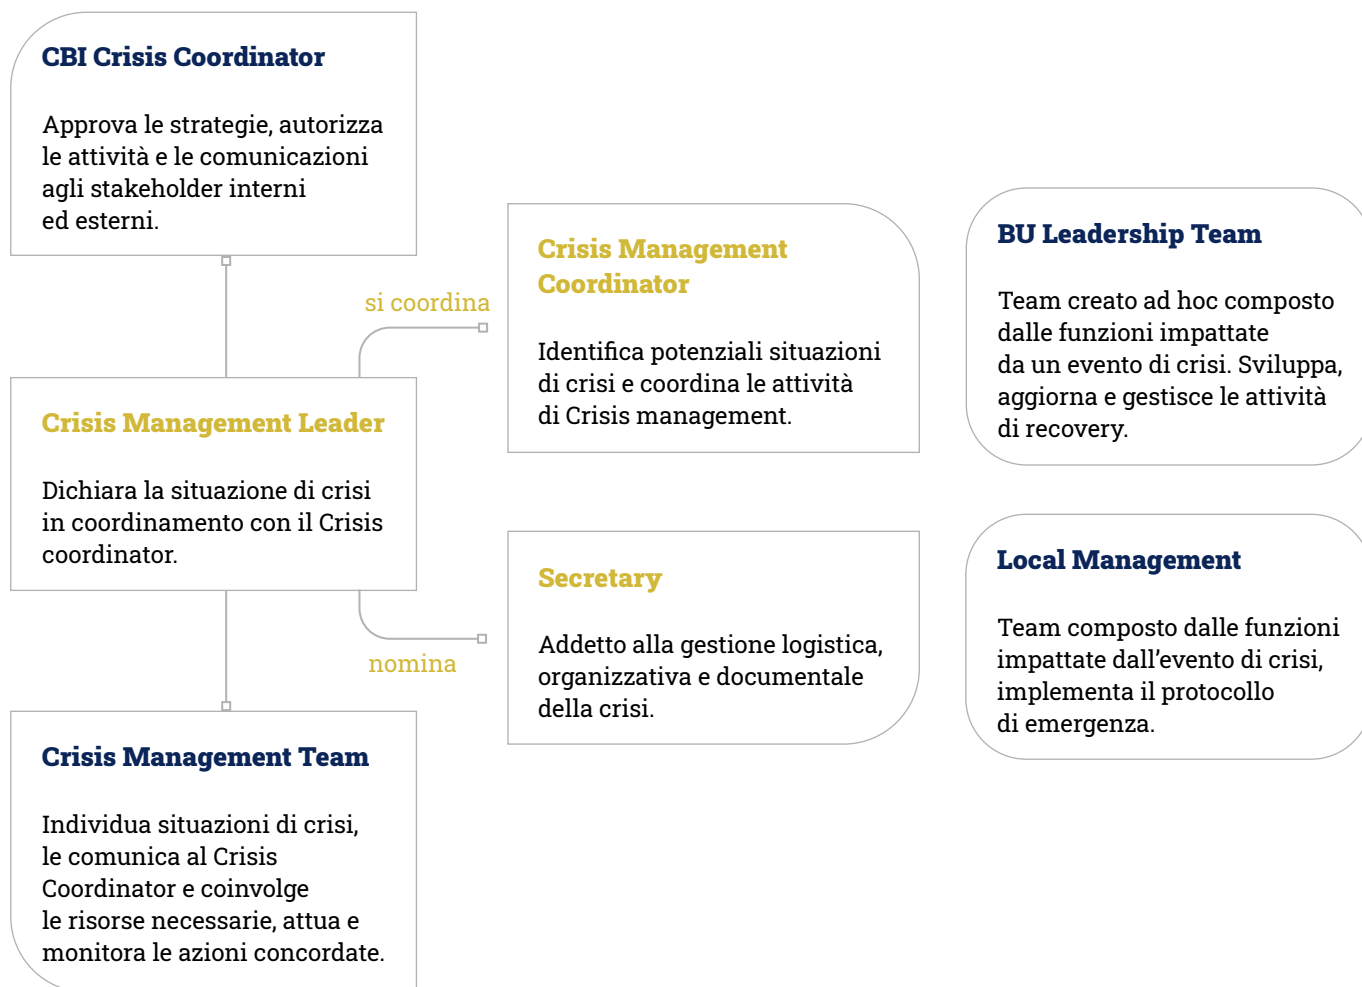 CBI Crisis Coordinator
Approva le strategie, autorizza
le attività e le comunicazioni
agli stakeholder interni
ed esterni.
si coordina
Crisis Management Leader
Dichiara la situazione di crisi
in coordinamento con il Crisis
coordinator.
nomina
Crisis Management Team
Individua situazioni di crisi,
le comunica al Crisis
Coordinator e coinvolge
le risorse necessarie, attua e
monitora le azioni concordate.
Crisis Management
Coordinator
Identifica potenziali situazioni
di crisi e coordina le attività
di Crisis management.
Secretary
Addetto alla gestione logistica,
organizzativa e documentale
della crisi.
BU Leadership Team
Team creato ad hoc composto
dalle funzioni impattate
da un evento di crisi. Sviluppa,
aggiorna e gestisce le attività
di recovery.
Local Management
Team composto dalle funzioni
impattate dall’evento di crisi,
implementa il protocollo
di emergenza.